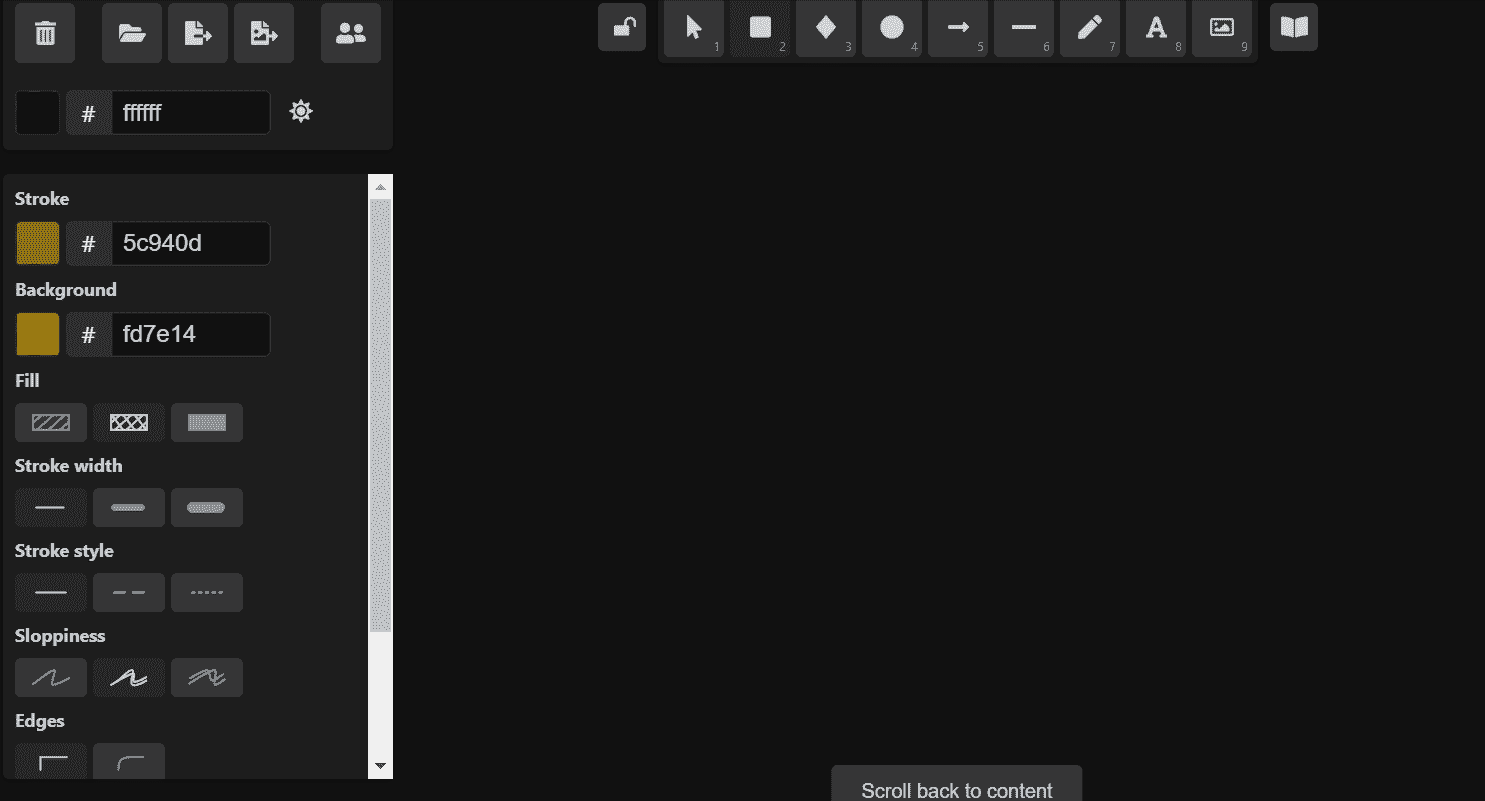 1
2
3
4
5
6
7
A 8
9
# ffffff
Stroke
# 5c940d
Background
# fd7e14
Fill
Stroke width
Stroke style
Sloppiness
Edges
Scroll back to content